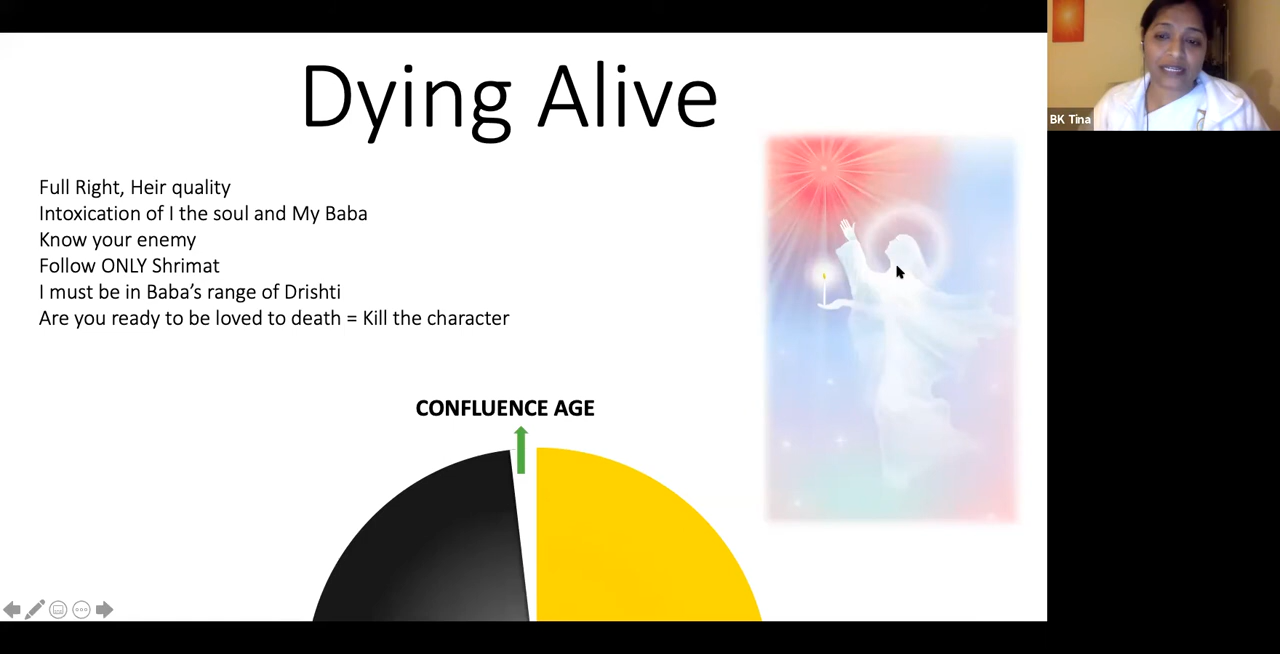 Dying Alive
BK Tina
Full Right, Heir quality
Intoxication of I the soul and My Baba
Know your enemy
Follow ONLY Shrimat
I must be in Baba’s range of Drishti
Are you ready to be loved to death = Kill the character
CONFLUENCE AGE